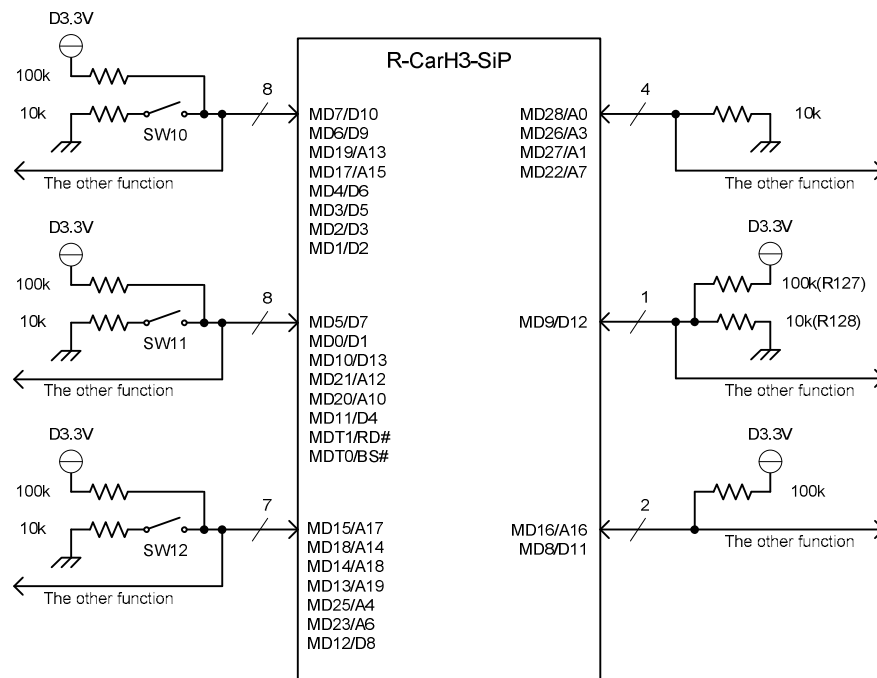 R-CarH3-SiP
D3.3V
100k
10k
SW10
8
The other function
MD7/D10
MD6/D9
MD19/A13
MD17/A15
MD4/D6
MD3/D5
MD2/D3
MD1/D2
D3.3V
100k
10k
SW11
8
The other function
MD5/D7
MD0/D1
MD10/D13
MD21/A12
MD20/A10
MD11/D4
MDT1/RD#
MDT0/BS#
D3.3V
100k
10k
SW12
7
The other function
MD15/A17
MD18/A14
MD14/A18
MD13/A19
MD25/A4
MD23/A6
MD12/D8
MD28/A0
MD26/A3
MD27/A1
MD22/A7
4
10k
The other function
D3.3V
MD9/D12
1
100k(R127)
10k(R128)
The other function
D3.3V
MD16/A16
MD8/D11
2
100k
The other function